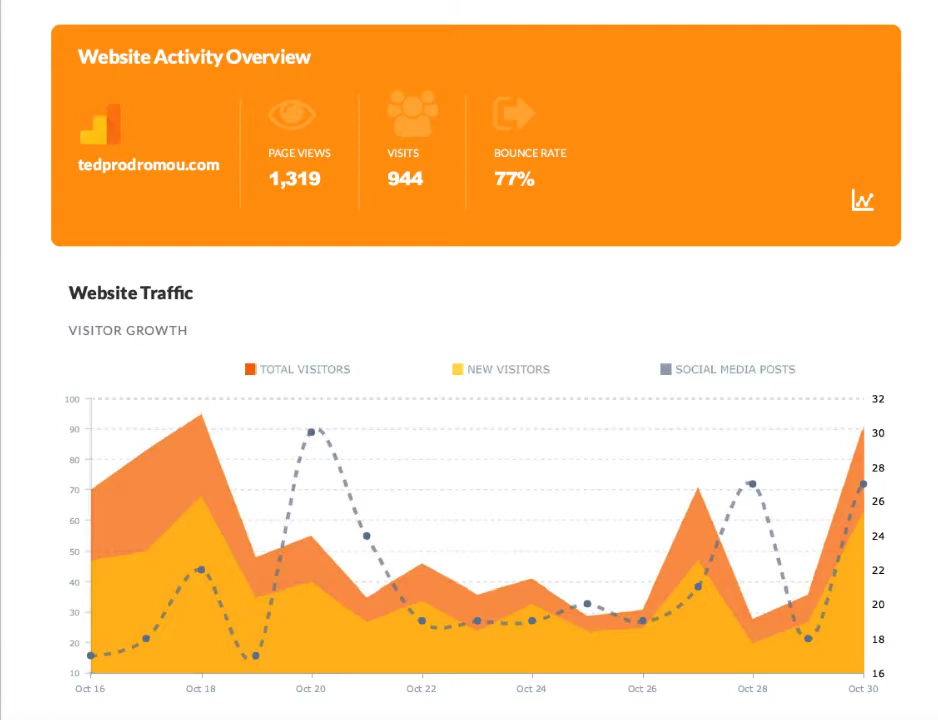 Website Activity Overview
tedprodromou.com
PAGE VIEWS
1,319
VISITS
944
BOUNCE RATE
77%
Website Traffic
VISITOR GROWTH
TOTAL VISITORS NEW VISITORS SOCIAL MEDIA POSTS
100 32
90 30
80 28
70 26
60 24
50 22
40 20
30 18
20 16
10
Oct 16 Oct 18 Oct 20 Oct 22 Oct 24 Oct 26 Oct 28 Oct 30